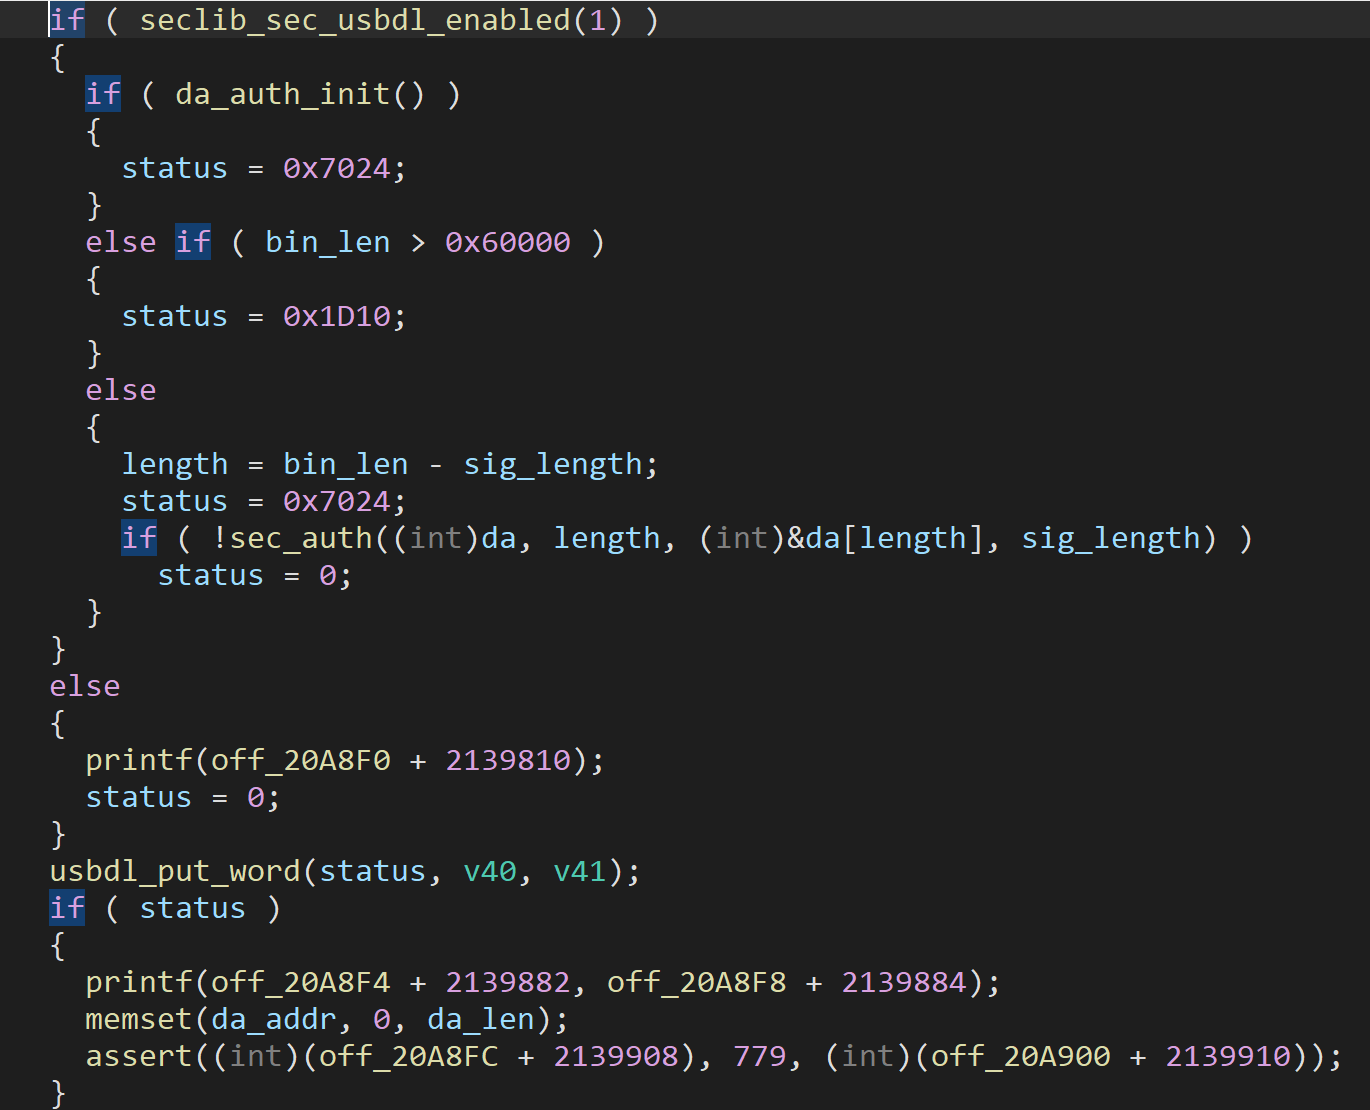 if ( seclib_sec_usbdl_enabled(1) )
{
  if ( da_auth_init() )
  {
    status = 0x7024;
  }
  else if ( bin_len > 0x60000 )
  {
    status = 0x1D10;
  }
  else
  {
    length = bin_len - sig_length;
    status = 0x7024;
    if ( !sec_auth((int)da, length, (int)&da[length], sig_length) )
      status = 0;
  }
}
else
{
  printf(off_20A8F0 + 2139810);
  status = 0;
}
usbdl_put_word(status, v40, v41);
if ( status )
{
  printf(off_20A8F4 + 2139882, off_20A8F8 + 2139884);
  memset(da_addr, 0, da_len);
  assert((int)(off_20A8FC + 2139908), 779, (int)(off_20A900 + 2139910));
}